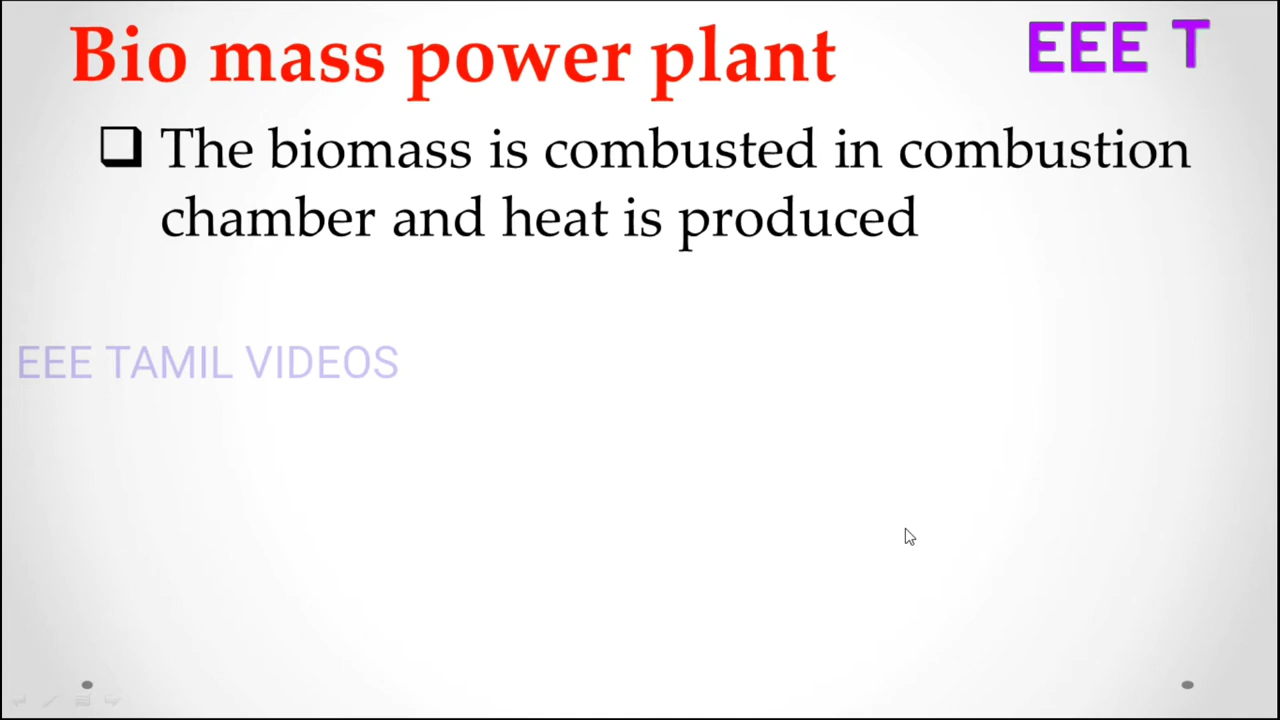 Bio mass power plant
EEE T
The biomass is combusted in combustion
chamber and heat is produced
EEE TAMIL VIDEOS